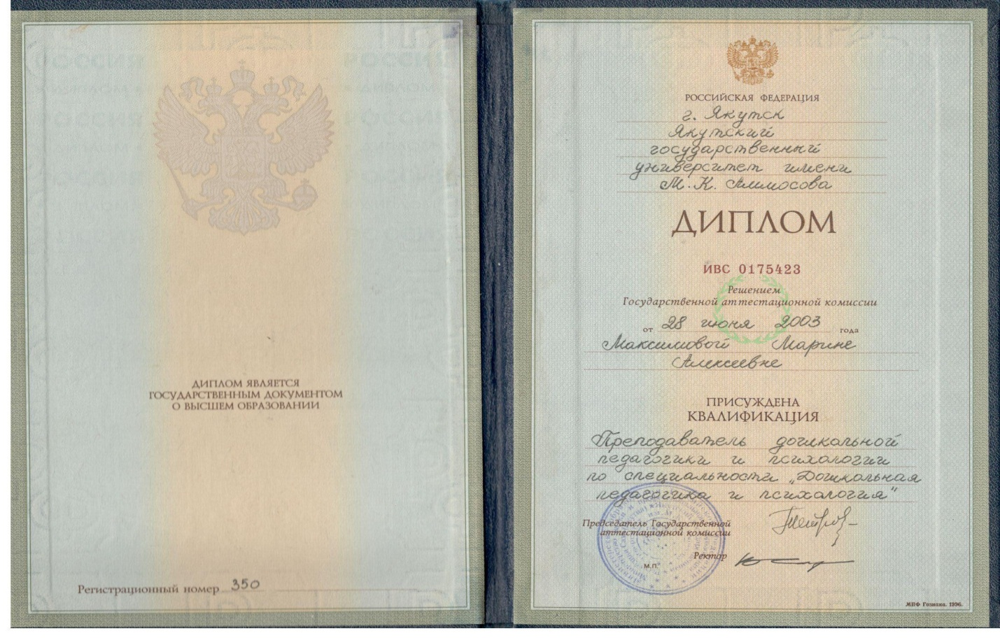 ДИПЛОМ ЯВЛЯЕТСЯ
ГОСУДАРСТВЕННЫМ ДОКУМЕНТОМ
О ВЫСШЕМ ОБРАЗОВАНИИ
Регистрационный номер 350
РОССИЙСКАЯ ФЕДЕРАЦИЯ
г. Якутск
Якутский
государственный
университет имени
М. К. Аммосова
ДИПЛОМ
ИВС 0175423
Решением
Государственной аттестационной комиссии
от 28 июня 2003 года
Максимовой Марине
Алексеевне
ПРИСУЖДЕНА
КВАЛИФИКАЦИЯ
Преподаватель дошкольной
педагогики и психологии
по специальности „Дошкольная
педагогика и психология"
Председатель Государственной
аттестационной комиссии
Ректор
М.П.
МПФ Гознака. 1996.